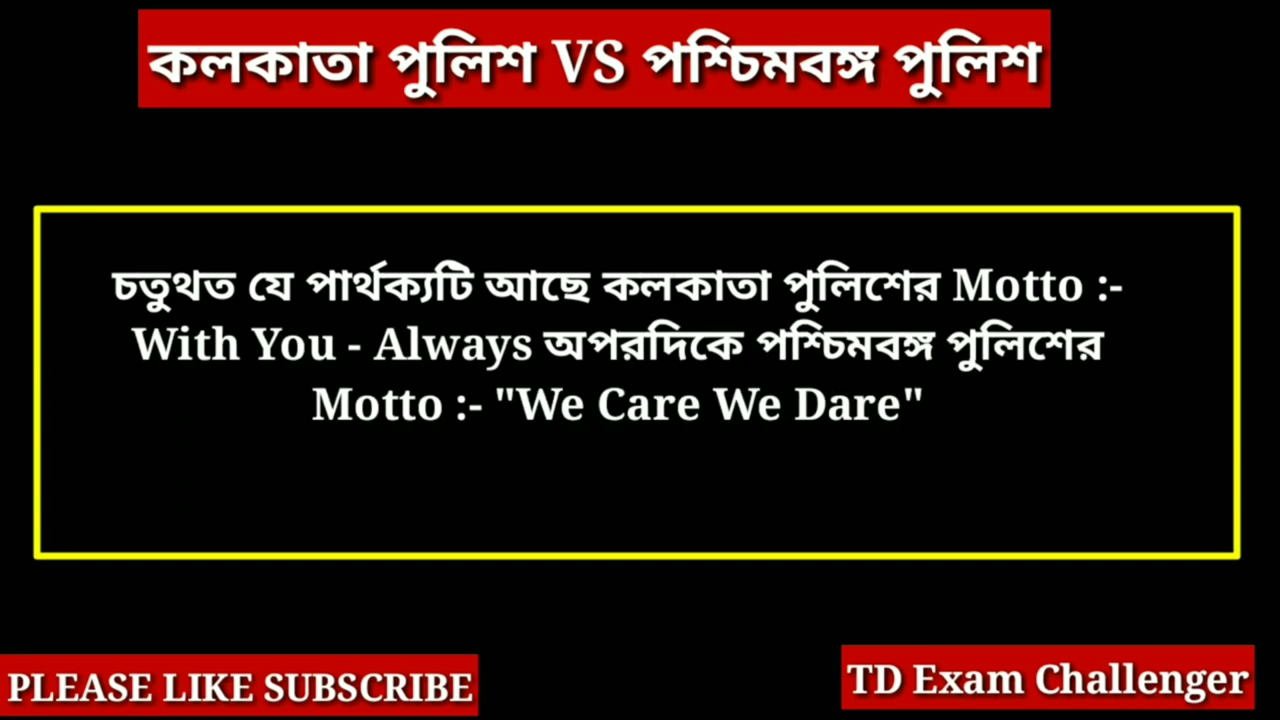 কলকাতা পুলিশ VS পশ্চিমবঙ্গ পুলিশ
চতুথত যে পার্থক্যটি আছে কলকাতা পুলিশের Motto :-
With You - Always অপরদিকে পশ্চিমবঙ্গ পুলিশের
Motto :- "We Care We Dare"
PLEASE LIKE SUBSCRIBE
TD Exam Challenger